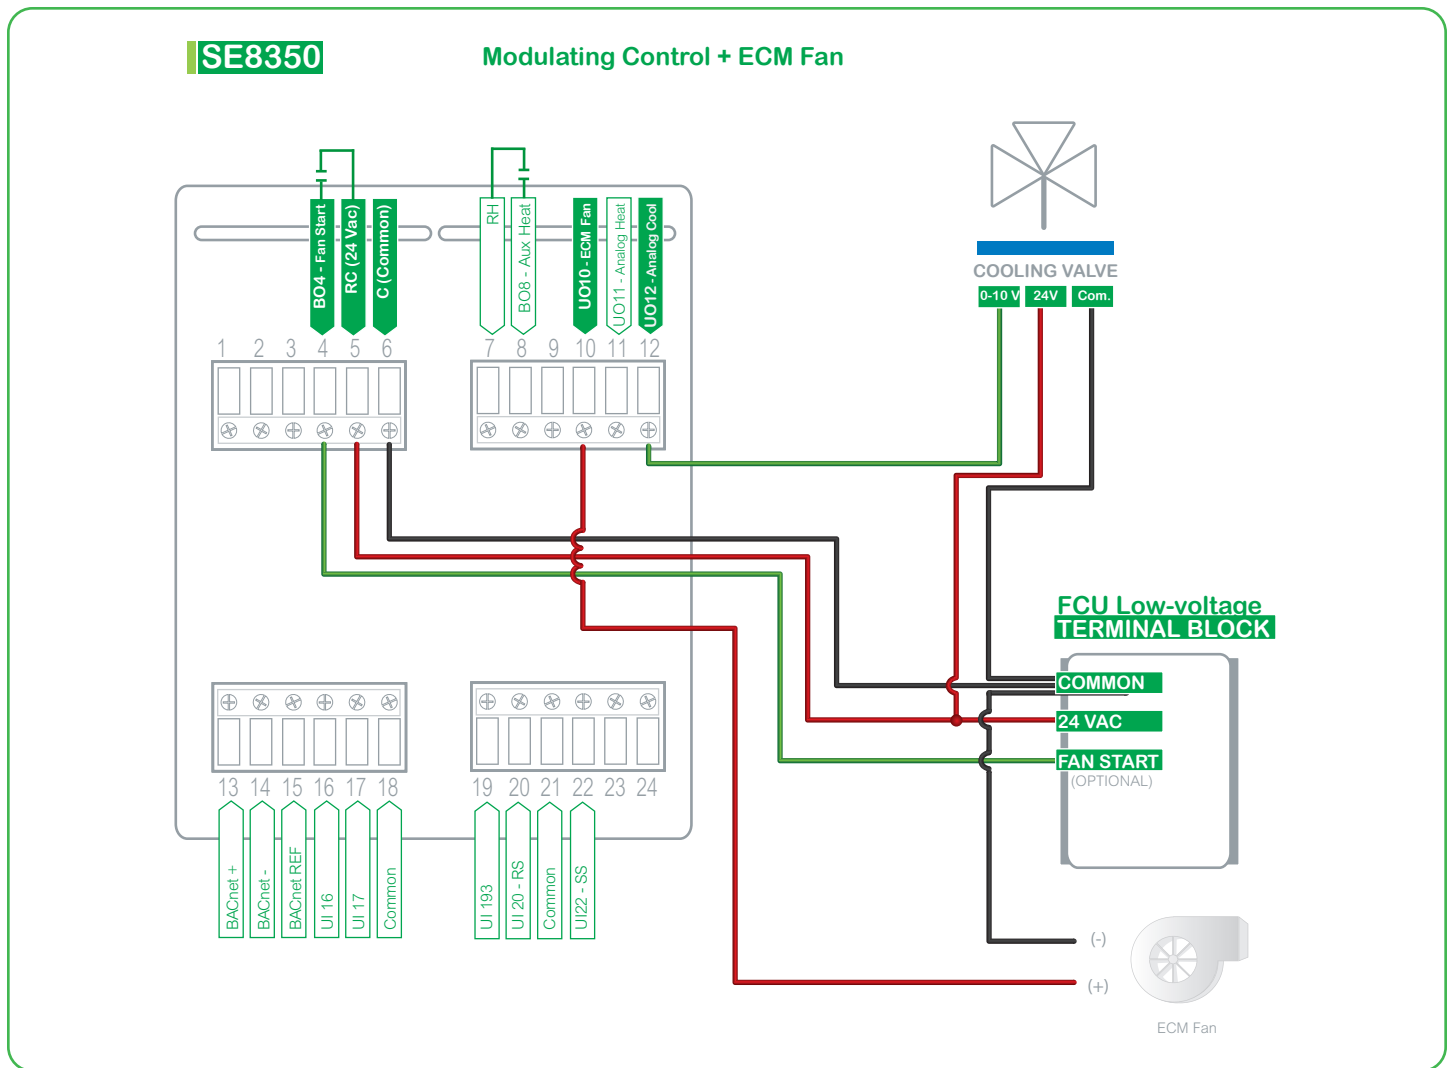 SE8350
Modulating Control + ECM Fan
BO4 - Fan Start
RC (24 Vac)
C (Common)
RH
BO8 - Aux Heat
UO10 - ECM Fan
UO11 - Analog Heat
UO12 - Analog Cool
1 2 3 4 5 6
7 8 9 10 11 12
COOLING VALVE
0-10 V 24V Com.
FCU Low-voltage
TERMINAL BLOCK
COMMON
24 VAC
FAN START
(OPTIONAL)
13 14 15 16 17 18
19 20 21 22 23 24
BACnet +
BACnet -
BACnet REF
UI 16
UI 17
Common
UI 193
UI 20 - RS
Common
UI22 - SS
(-)
(+)
ECM Fan